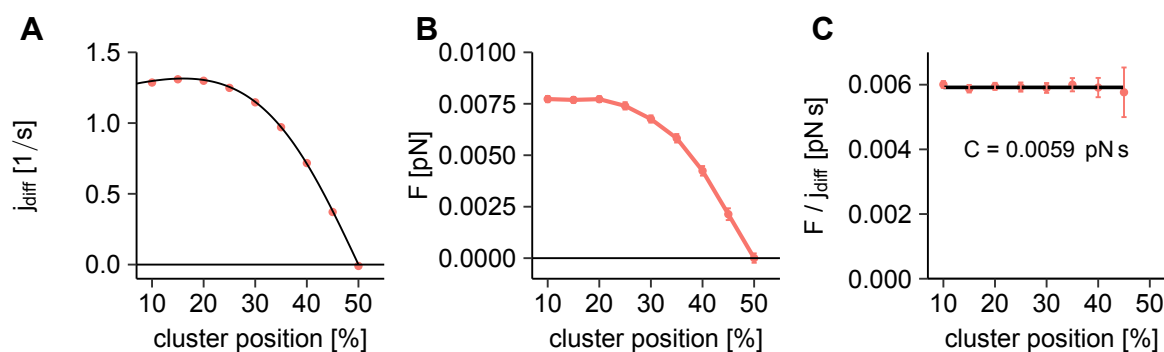 A
j_diff [1/s]
1.5
1.0
0.5
0.0
10 20 30 40 50
cluster position [%]
B
F [pN]
0.0100
0.0075
0.0050
0.0025
0.0000
10 20 30 40 50
cluster position [%]
C
F / j_diff [pN s]
0.006
0.004
0.002
0.000
C = 0.0059 pN s
10 20 30 40 50
cluster position [%]